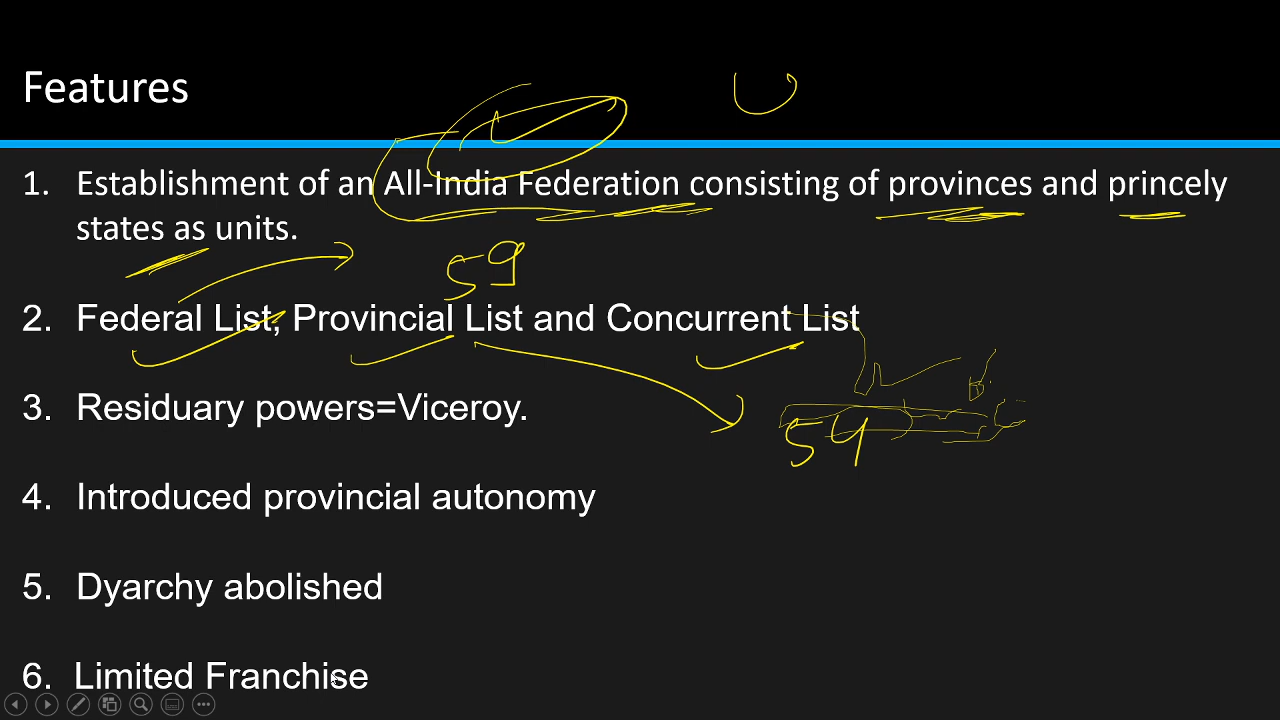 Features
1. Establishment of an All-India Federation consisting of provinces and princely
states as units.
59
2. Federal List, Provincial List and Concurrent List
3. Residuary powers=Viceroy.
54
4. Introduced provincial autonomy
5. Dyarchy abolished
6. Limited Franchise